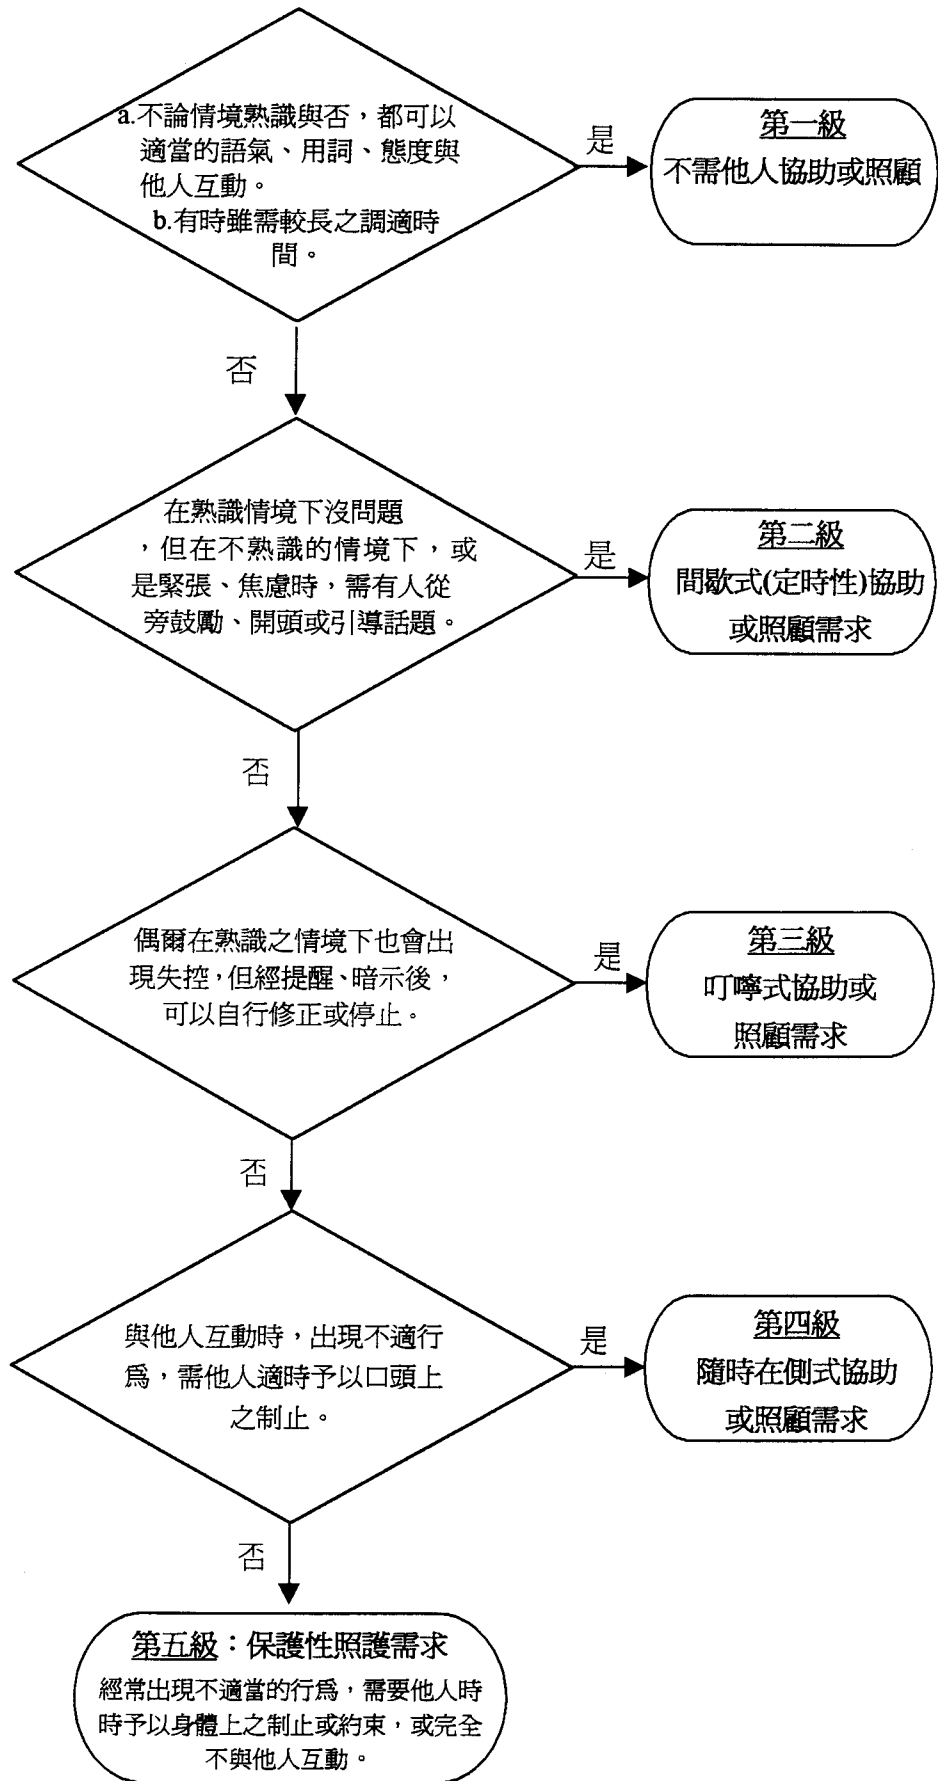 a.不論情境熟識與否，都可以
適當的語氣、用詞、態度與
他人互動。
b.有時雖需較長之調適時
間。
是
第一級
不需他人協助或照顧
否
在熟識情境下沒問題
，但在不熟識的情境下，或
是緊張、焦慮時，需有人從
旁鼓勵、開頭或引導話題。
是
第二級
間歇式(定時性)協助
或照顧需求
否
偶爾在熟識之情境下也會出
現失控，但經提醒、暗示後，
可以自行修正或停止。
是
第三級
叮嚀式協助或
照顧需求
否
與他人互動時，出現不適行
為，需他人適時予以口頭上
之制止。
是
第四級
隨時在側式協助
或照顧需求
否
第五級：保護性照護需求
經常出現不適當的行為，需要他人時
時予以身體上之制止或約束，或完全
不與他人互動。